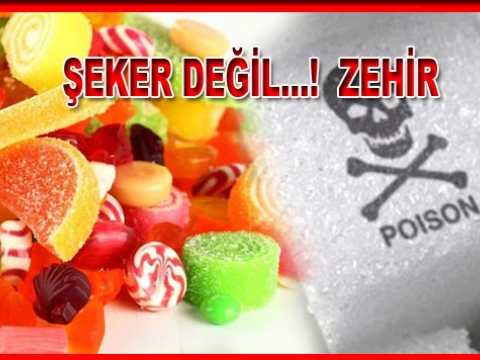 ŞEKER DEĞİL...! ZEHİR
POISON